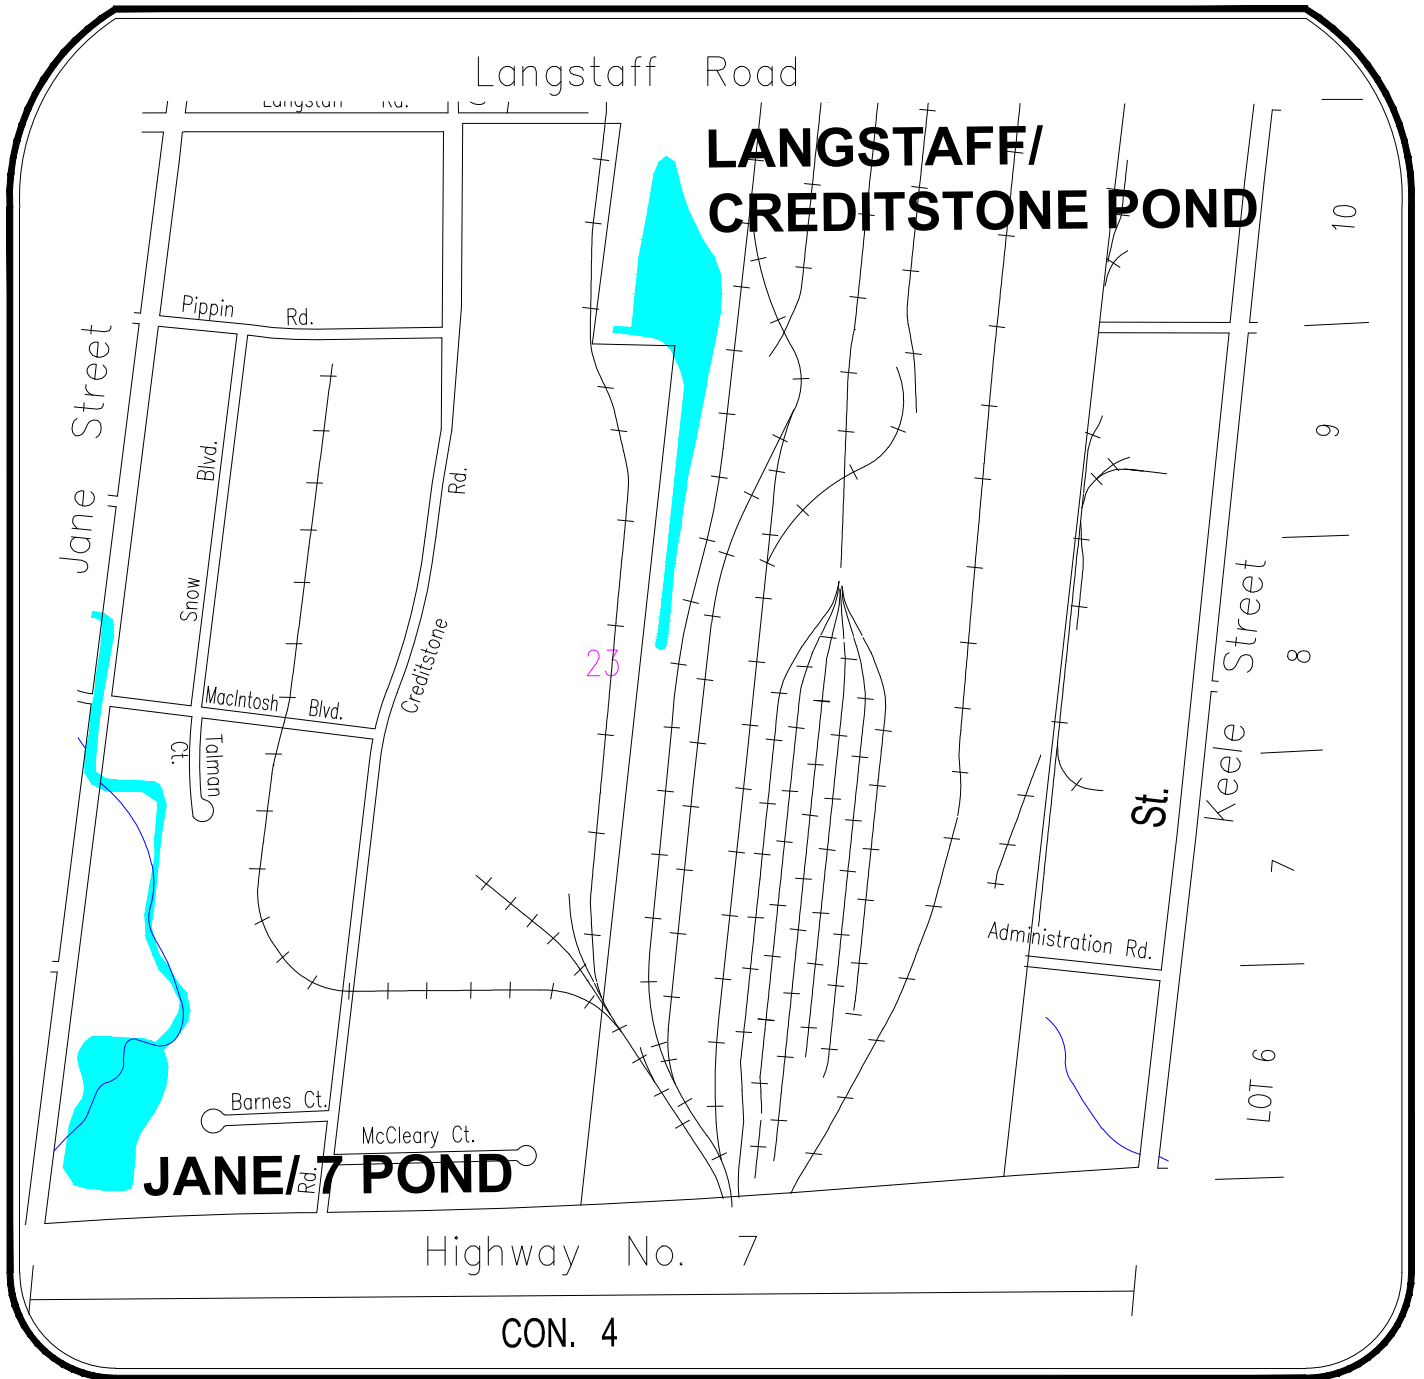 Langstaff Road
Langstaff Rd.
LANGSTAFF/
CREDITSTONE POND
10
Pippin Rd.
Jane Street
9
Blvd.
Rd.
Snow
Keele Street
8
23
Creditstone
MacIntosh Blvd.
Talman
Ct.
St.
7
Administration Rd.
LOT 6
Barnes Ct.
McCleary Ct.
JANE/ 7 POND
Rd.
Highway No. 7
CON. 4